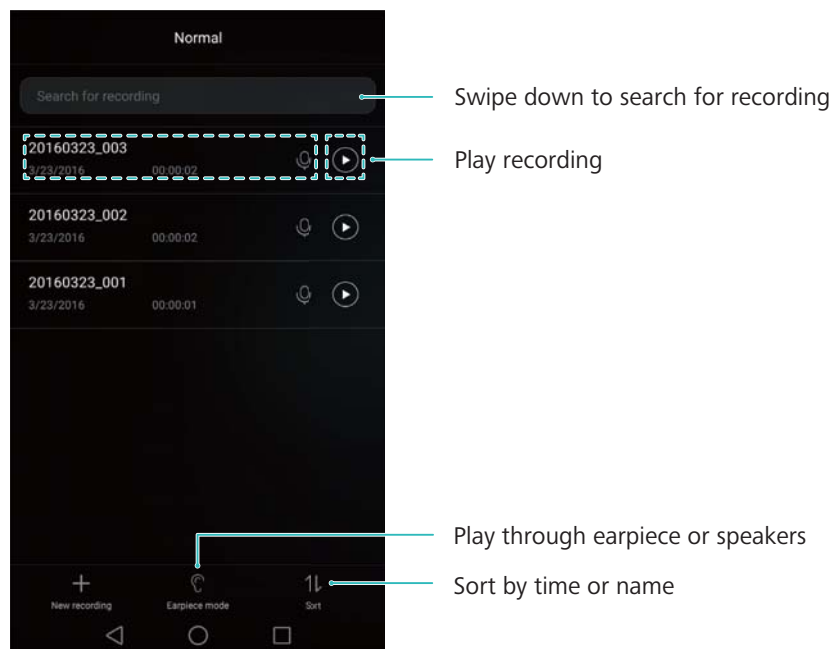 Normal
Search for recording
Swipe down to search for recording
20160323_003
3/23/2016 00:00:02
Play recording
20160323_002
3/23/2016 00:00:02
20160323_001
3/23/2016 00:00:01
Play through earpiece or speakers
Sort by time or name
New recording Earpiece mode Sort